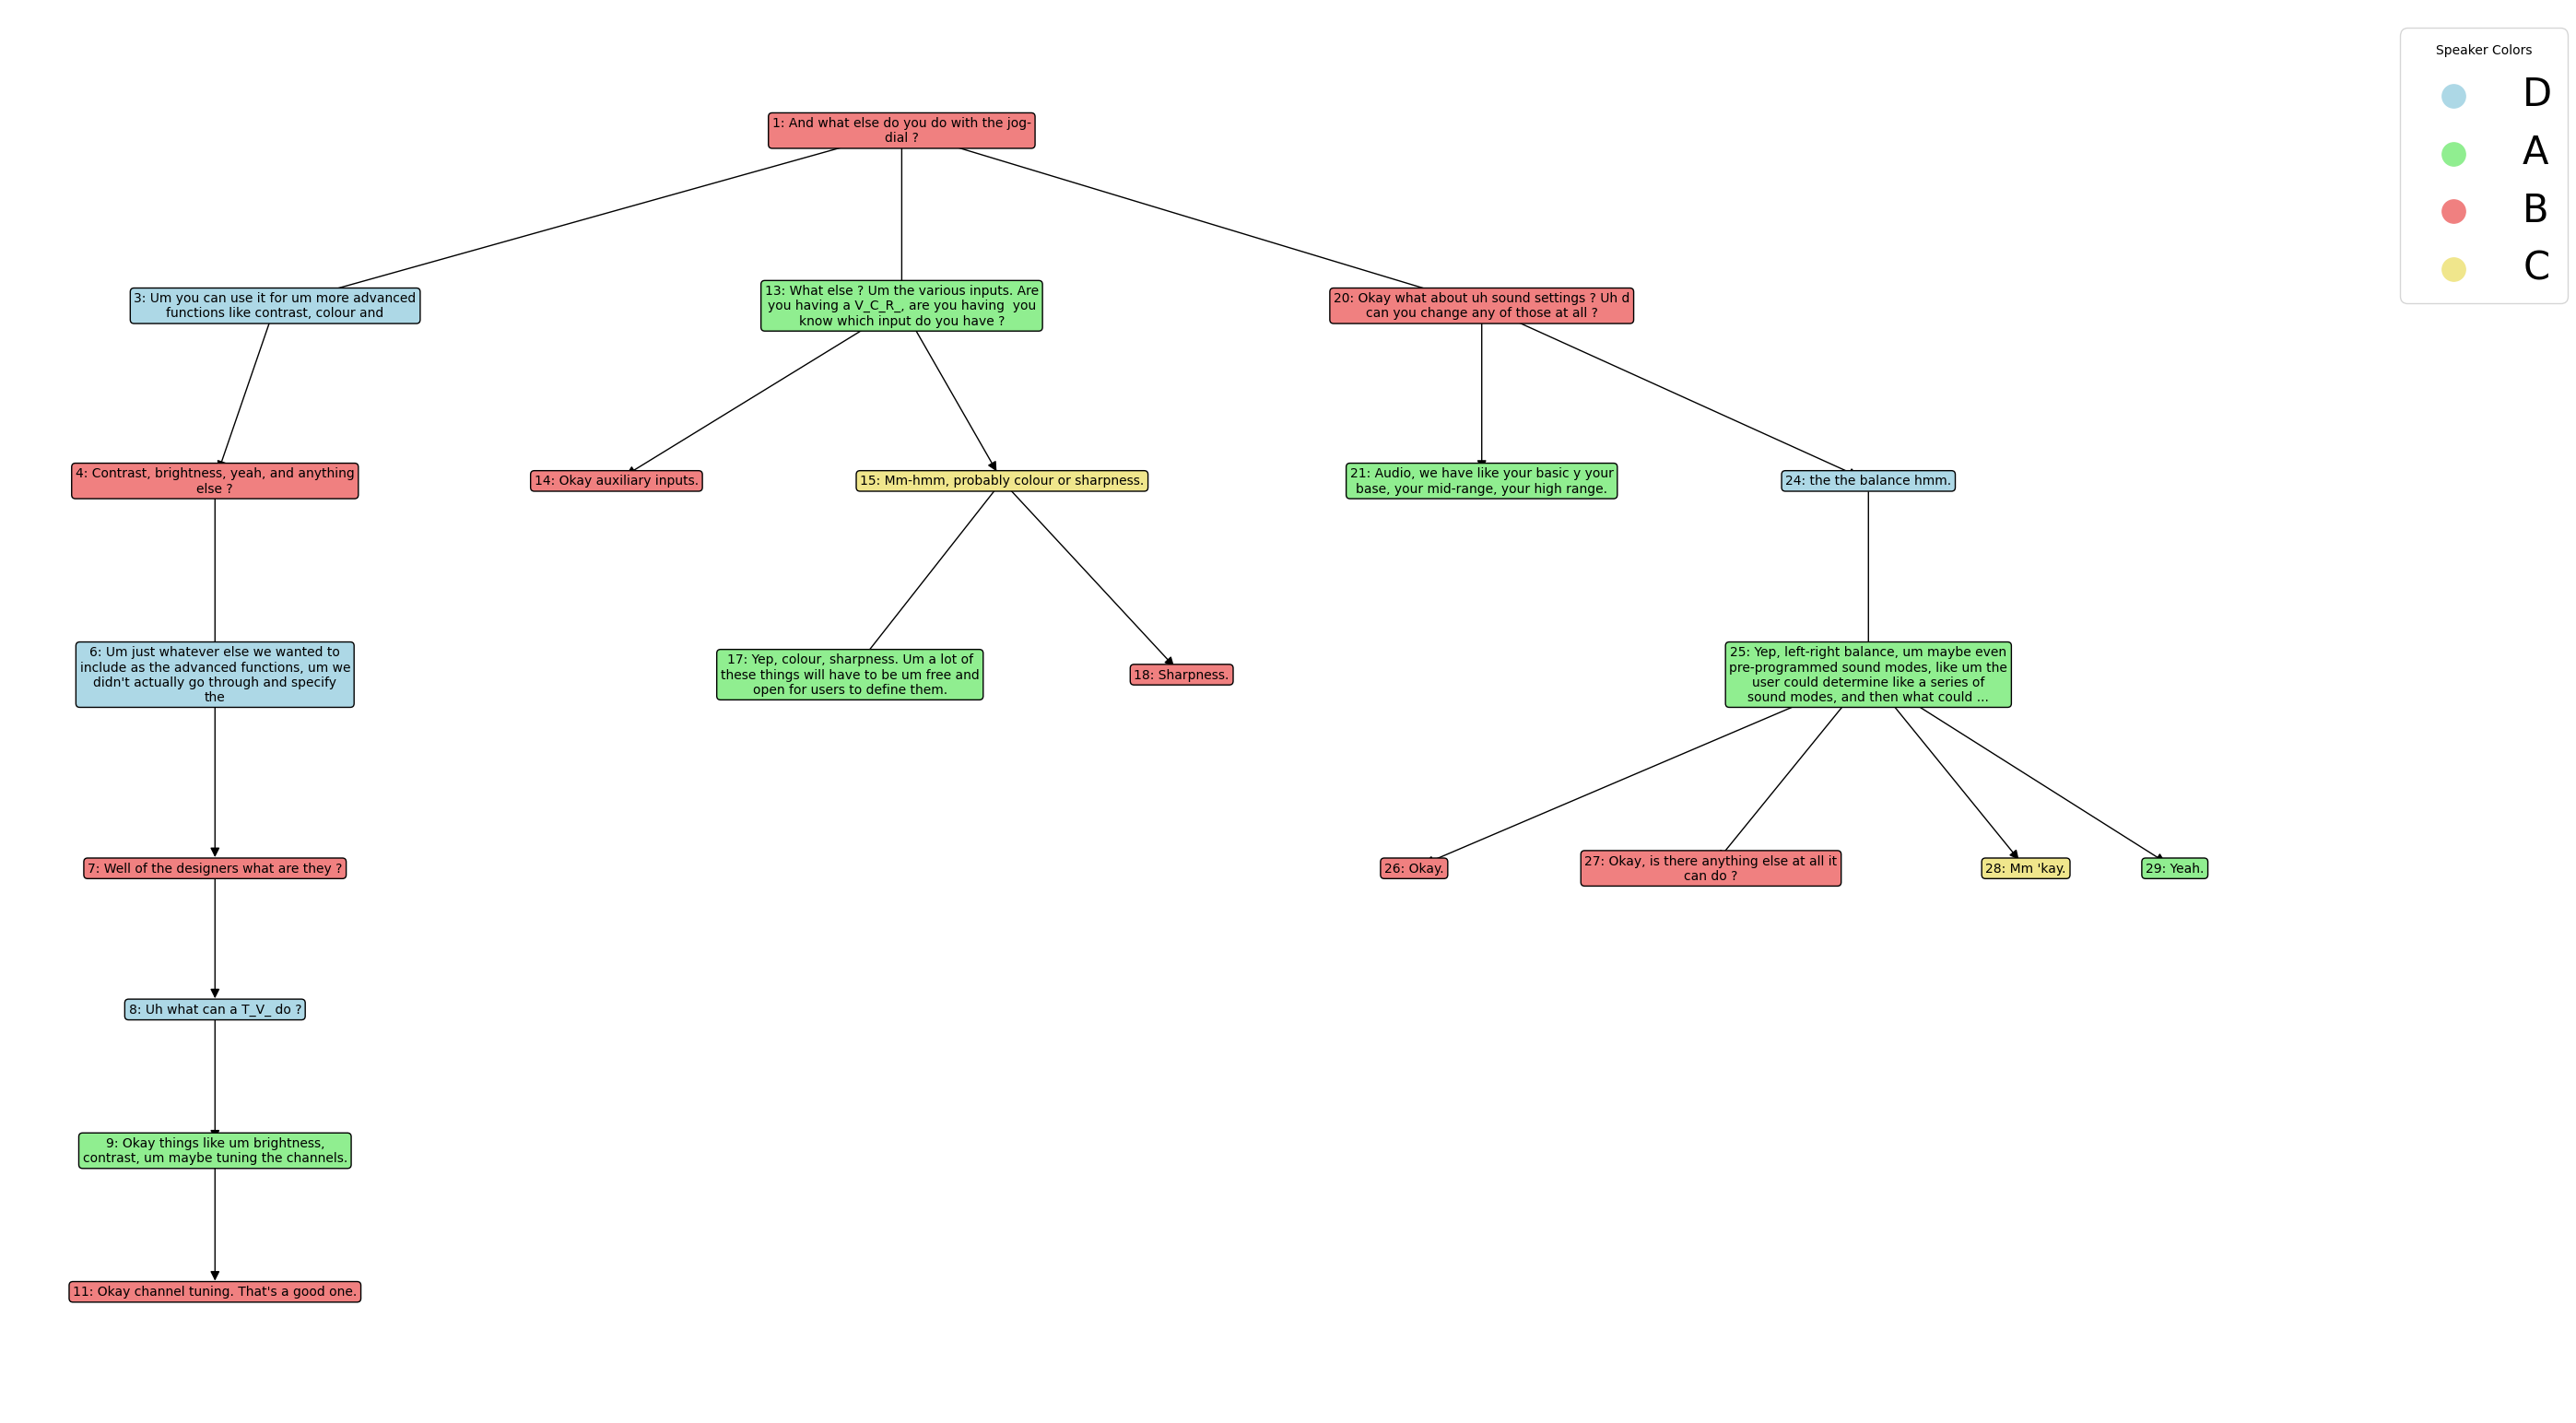 Speaker Colors
D
A
B
C
1: And what else do you do with the jog-
dial ?
3: Um you can use it for um more advanced
functions like contrast, colour and
13: What else ? Um the various inputs. Are
you having a V_C_R_, are you having  you
know which input do you have ?
20: Okay what about uh sound settings ? Uh d
can you change any of those at all ?
4: Contrast, brightness, yeah, and anything
else ?
14: Okay auxiliary inputs.
15: Mm-hmm, probably colour or sharpness.
21: Audio, we have like your basic y your
base, your mid-range, your high range.
24: the the balance hmm.
6: Um just whatever else we wanted to
include as the advanced functions, um we
didn't actually go through and specify
the
17: Yep, colour, sharpness. Um a lot of
these things will have to be um free and
open for users to define them.
18: Sharpness.
25: Yep, left-right balance, um maybe even
pre-programmed sound modes, like um the
user could determine like a series of
sound modes, and then what could ...
7: Well of the designers what are they ?
26: Okay.
27: Okay, is there anything else at all it
can do ?
28: Mm 'kay.
29: Yeah.
8: Uh what can a T_V_ do ?
9: Okay things like um brightness,
contrast, um maybe tuning the channels.
11: Okay channel tuning. That's a good one.